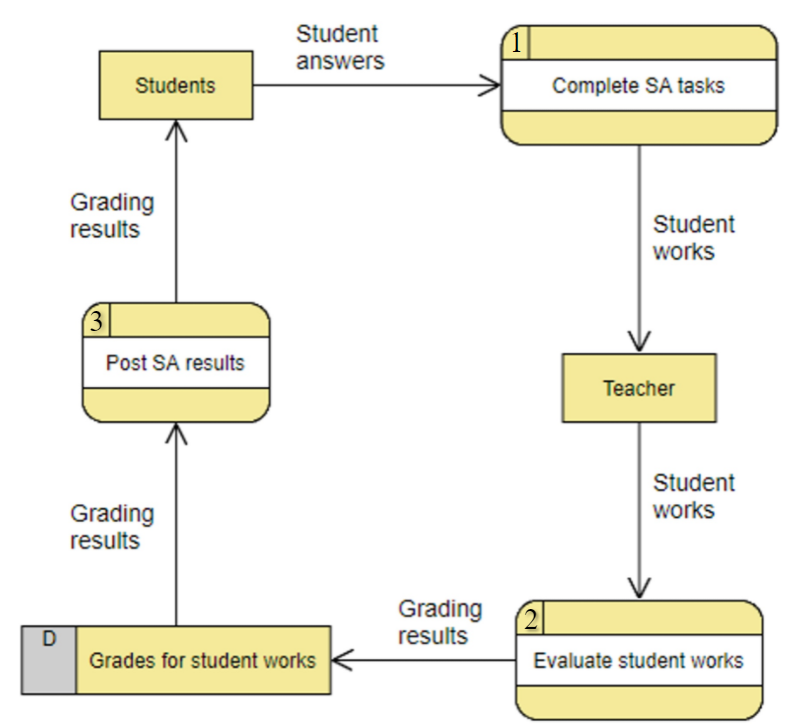 Student
answers
1
Students
Complete SA tasks
Grading
results
Student
works
3
Post SA results
Teacher
Student
works
Grading
results
Grading
results
2
D
Grades for student works
Evaluate student works